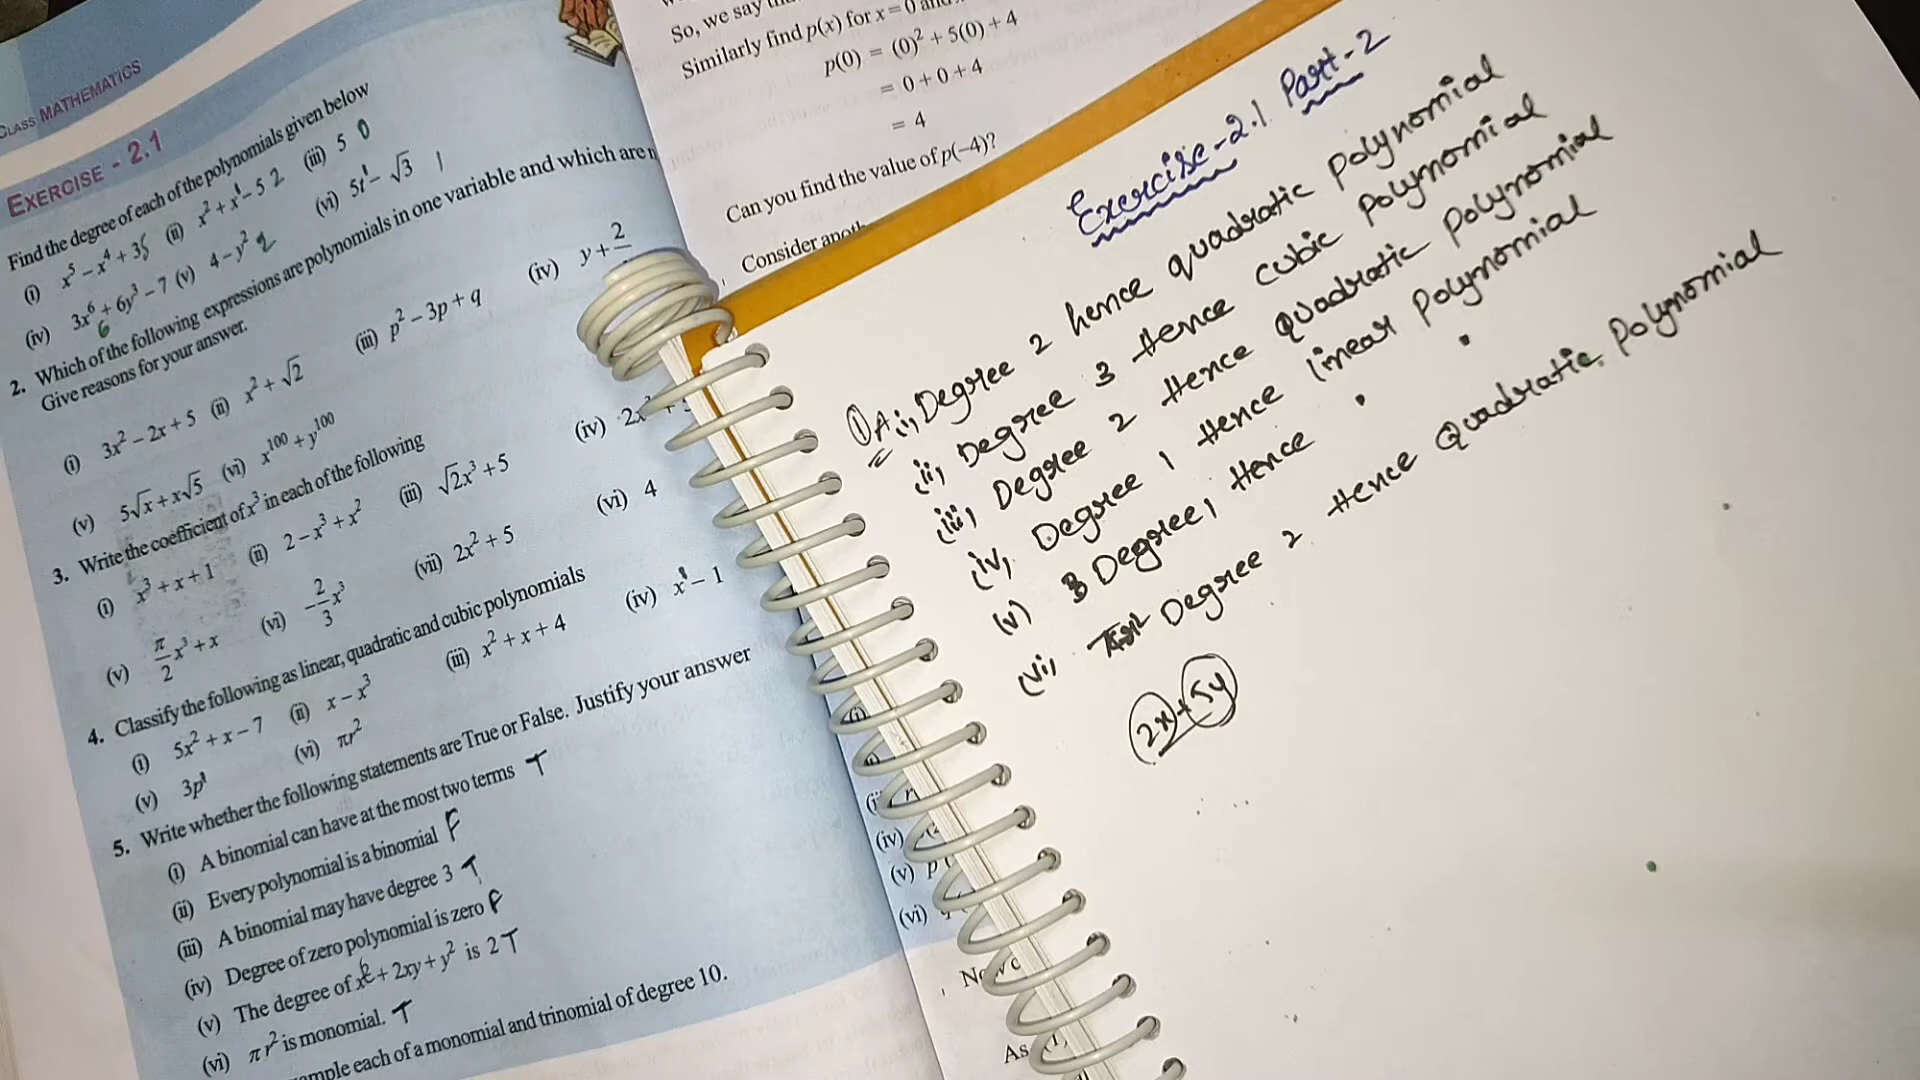 CLASS MATHEMATICS
EXERCISE - 2.1
Find the degree of each of the polynomials given below
(i) x⁵ − x⁴ + 3 5 (ii) x² + x¹ − 5 2 (iii) 5 0
(iv) 3x⁶ + 6y³ − 7 6 (v) 4 − y² 2 (vi) 5t¹ − √3 1
2. Which of the following expressions are polynomials in one variable and which are
Give reasons for your answer.
(i) 3x² − 2x + 5 (ii) x² + √2 (iii) p² − 3p + q (iv) y + 2
(v) 5√x + x√5 (vi) x¹⁰⁰ + y¹⁰⁰
3. Write the coefficient of x³ in each of the following
(i) x³ + x + 1 (ii) 2 − x³ + x² (iii) √2x³ + 5 (iv) 2x
(v) π/2 x³ + x (vi) −2/3 x³ (vii) 2x² + 5 (vi) 4
4. Classify the following as linear, quadratic and cubic polynomials
(i) 5x² + x − 7 (ii) x − x³ (iii) x² + x + 4 (iv) x¹ − 1
(v) 3p¹ (vi) πr²
5. Write whether the following statements are True or False. Justify your answer
(i) A binomial can have at the most two terms T
(ii) Every polynomial is a binomial F
(iii) A binomial may have degree 3 T
(iv) Degree of zero polynomial is zero F
(v) The degree of x² + 2xy + y² is 2 T
(vi) πr² is monomial. T
each of a monomial and trinomial of degree 10.
So, we say
Similarly find p(x) for x = 0
p(0) = (0)² + 5(0) + 4
= 0 + 0 + 4
= 4
Can you find the value of p(−4)?
Consider
(iv)
(v) p
(vi)
As
Exercise-2.1 Part-2
① A i, Degree 2 hence quadratic polynomial
ii, Degree 3 Hence cubic polynomial
iii, Degree 2 Hence quadratic polynomial
iv, Degree 1 Hence linear polynomial
(v) Degree 1 Hence
(vi, Degree 2 Hence Quadratic Polynomial
2x + 5y